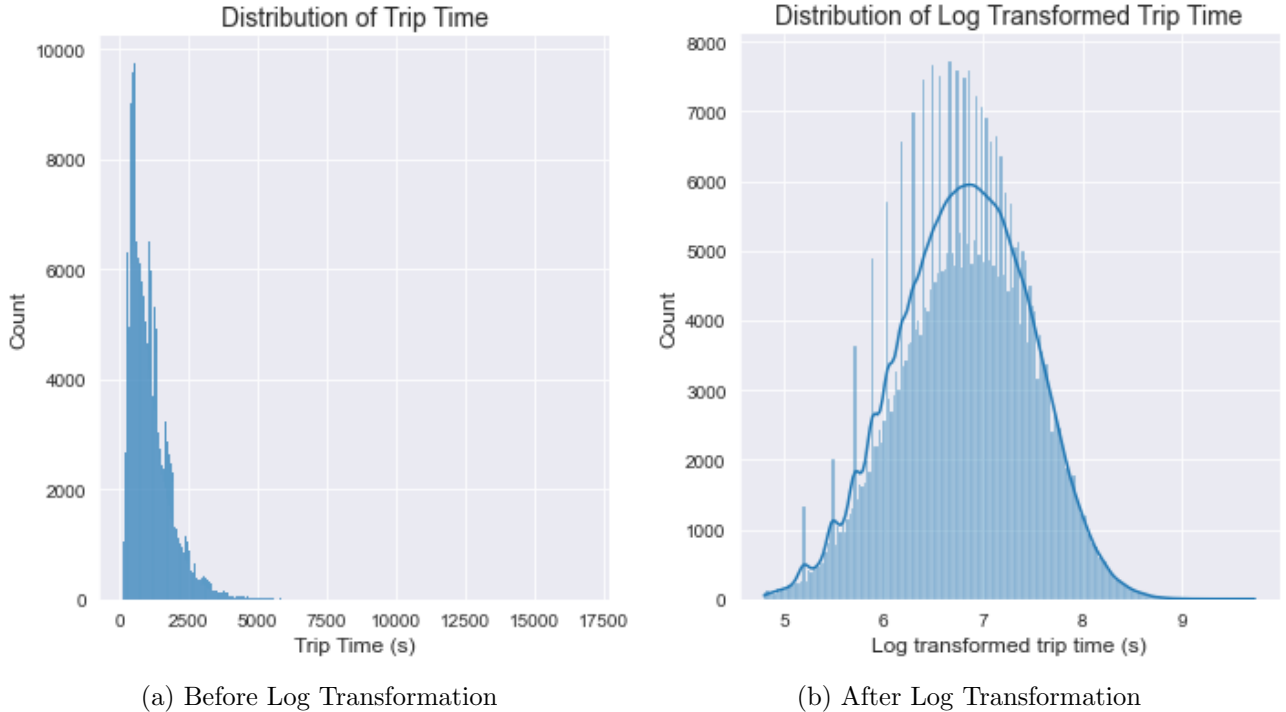 Distribution of Trip Time
10000
8000
6000
4000
2000
0
Count
0 2500 5000 7500 10000 12500 15000 17500
Trip Time (s)
(a) Before Log Transformation
Distribution of Log Transformed Trip Time
8000
7000
6000
5000
4000
3000
2000
1000
0
Count
5 6 7 8 9
Log transformed trip time (s)
(b) After Log Transformation